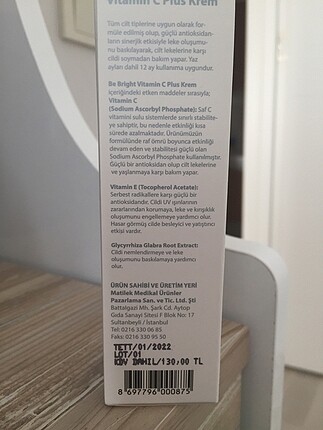 Vitamin C Plus Krem
Tüm cilt tiplerine uygun olarak for-
müle edilmiş olup, güçlü antioksidan-
ların sinerjik etkisiyle leke oluşumu-
nu baskılayarak, cilt lekelerine karşı
cildi soymadan bakım yapar. Yaz
ayları dahil 12 ay kullanıma uygundur.
Be Bright Vitamin C Plus Krem
içeriğindeki etken maddeler sırasıyla;
Vitamin C
(Sodium Ascorbyl Phosphate): Saf C
vitamini sulu sistemlerde sınırlı stabilite-
ye sahiptir, bu nedenle etkinliği kısa
sürede azalmaktadır. Ürünümüzün
formülünde raf ömrü boyunca etkinliği
devam eden ve stabilitesi güçlü olan
Sodium Ascorbyl Phosphate kullanılmıştır.
Güçlü bir antioksidan olup cilt lekelerine
ve yaşlanmaya karşı bakım yapar.
Vitamin E (Tocopherol Acetate):
Serbest radikallere karşı güçlü bir
antioksidandır. Cildi UV ışınlarının
zararlarından korumaya, leke ve kırışıklık
oluşumunu engellemeye yardımcı olur.
Hasar görmüş cilde besleyici ve yatıştırıcı
etkisi vardır.
Glycyrrhiza Glabra Root Extract:
Cildi nemlendirmeye ve leke
oluşumunu baskılamaya yardımcı
olur.
ÜRÜN SAHİBİ VE ÜRETİM YERİ
Matilek Medikal Ürünler
Pazarlama San. ve Tic. Ltd. Şti
Battalgazi Mh. Şark Cd. Aytop
Gıda Sanayi Sitesi F Blok No: 17
Sultanbeyli / İstanbul
Tel: 0216 330 06 85
Faks: 0216 330 95 50
TETT/01/2022
LOT/01
KDV DAHIL/130,00 TL
8 697796 000875